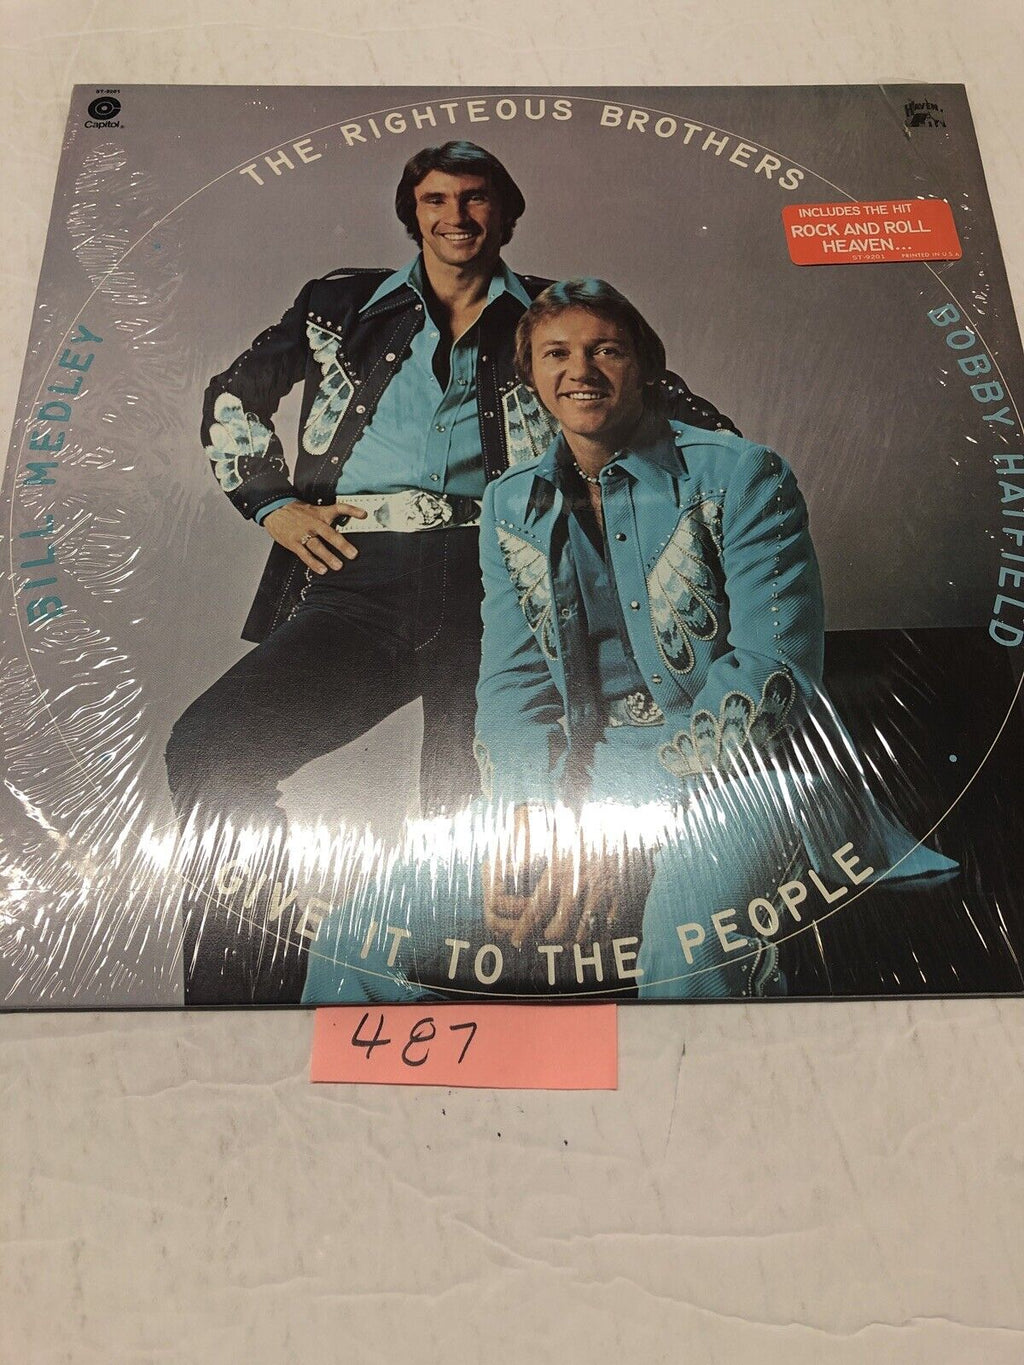 ST-9201
Capitol®
HAVEN
THE RIGHTEOUS BROTHERS
INCLUDES THE HIT
ROCK AND ROLL
HEAVEN...
ST-9201 PRINTED IN U.S.A.
BILL MEDLEY
BOBBY HATFIELD
GIVE IT TO THE PEOPLE
487